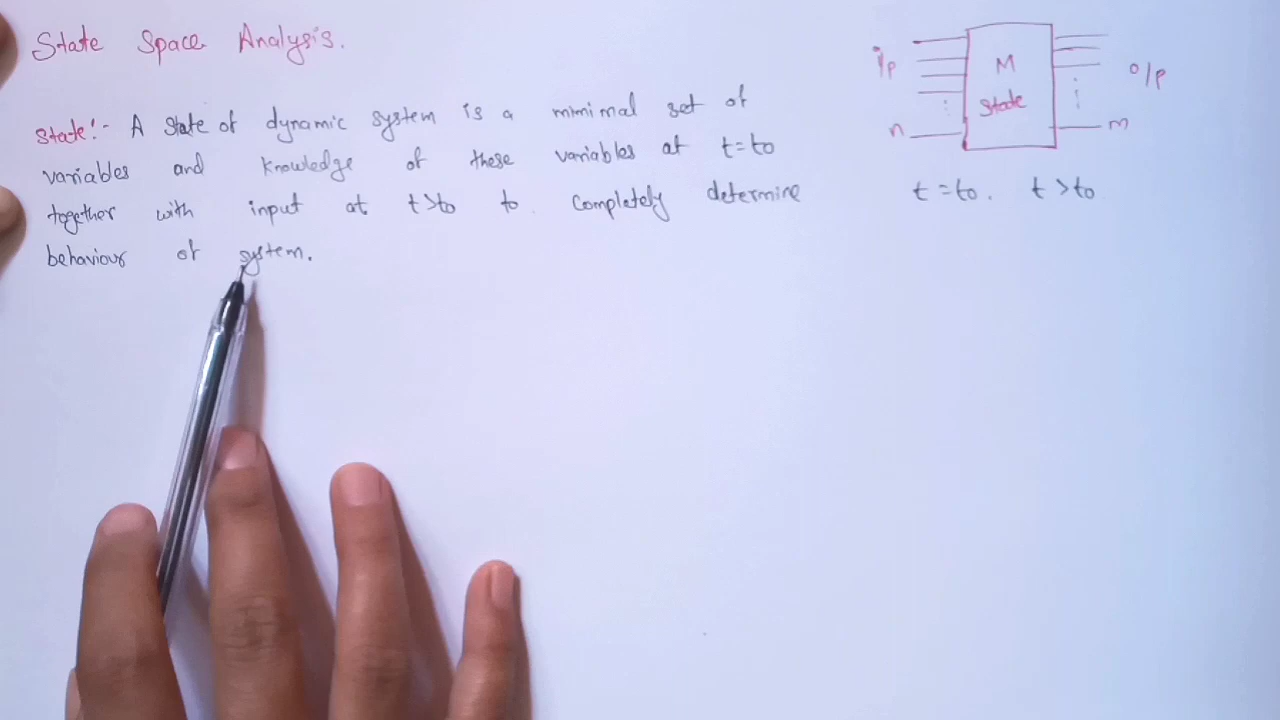 State Space Analysis.
State:- A State of dynamic system is a minimal set of
variables and knowledge of these variables at t=to
together with input at t>to to completely determine
behaviour of system.
i/p
n
M
State
o/p
m
t=to. t>to